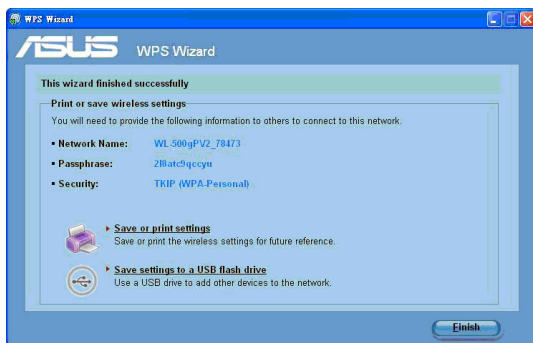 WPS Wizard
ASUS WPS Wizard
This wizard finished successfully
Print or save wireless settings
You will need to provide the following information to others to connect to this network.
▪ Network Name: WL-500gPV2_78473
▪ Passphrase: 2l8atc9qccyu
▪ Security: TKIP (WPA-Personal)
Save or print settings
Save or print the wireless settings for future reference.
Save settings to a USB flash drive
Use a USB drive to add other devices to the network.
Finish